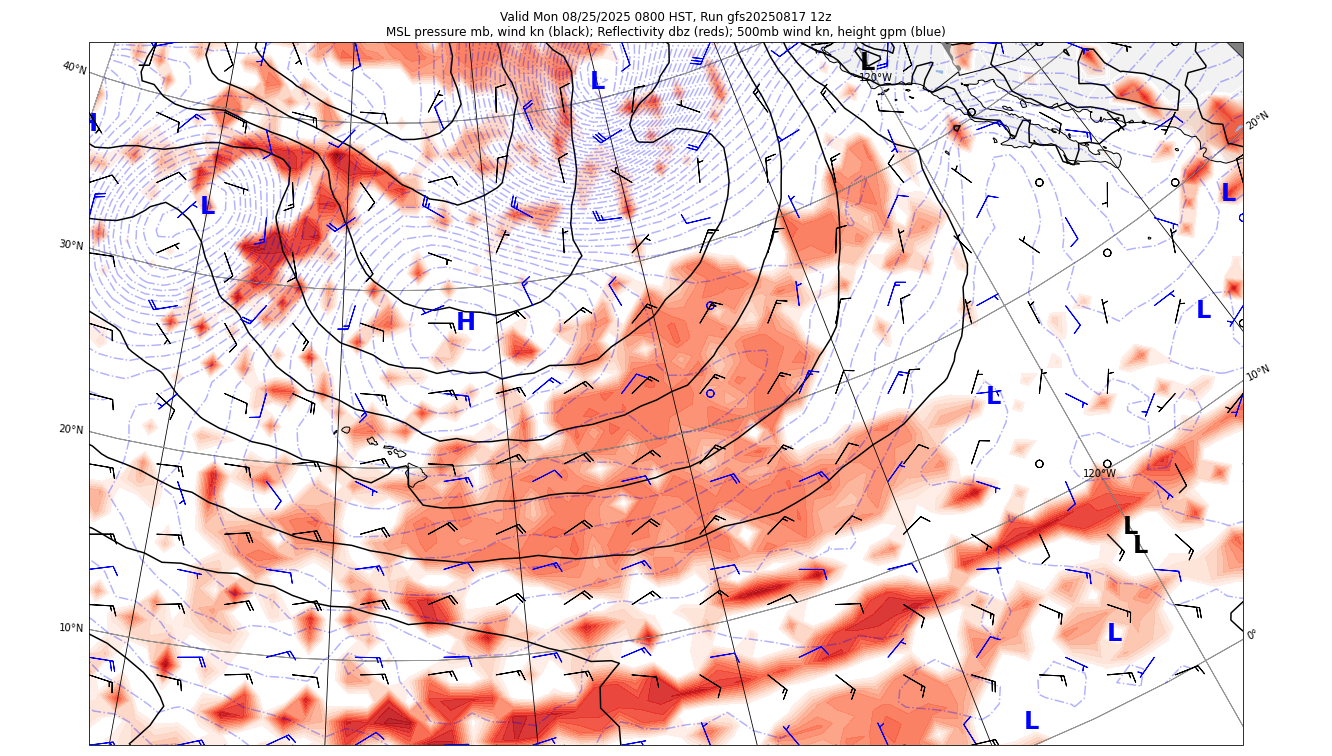 Valid Mon 08/25/2025 0800 HST, Run gfs20250817 12z
MSL pressure mb, wind kn (black); Reflectivity dbz (reds); 500mb wind kn, height gpm (blue)
L
L
120°W
40°N
20°N
L
L
30°N
L
H
10°N
L
20°N
120°W
L
L
10°N
L
0°
L